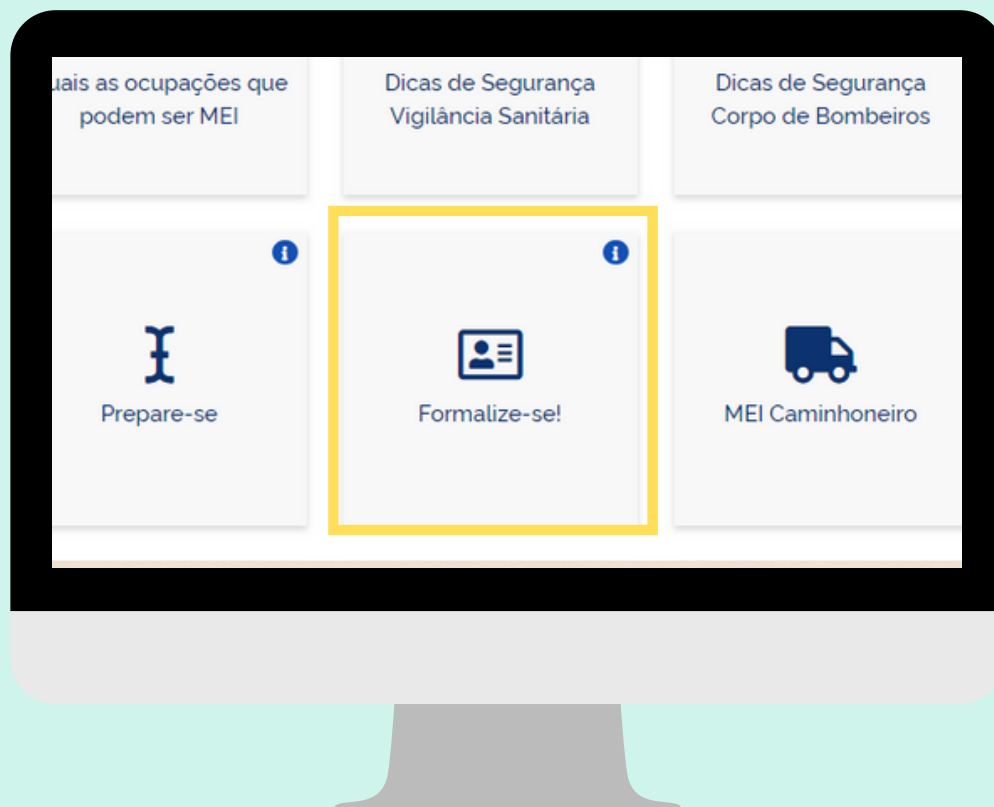 uais as ocupações que
podem ser MEI
Dicas de Segurança
Vigilância Sanitária
Dicas de Segurança
Corpo de Bombeiros
Prepare-se
Formalize-se!
MEI Caminhoneiro